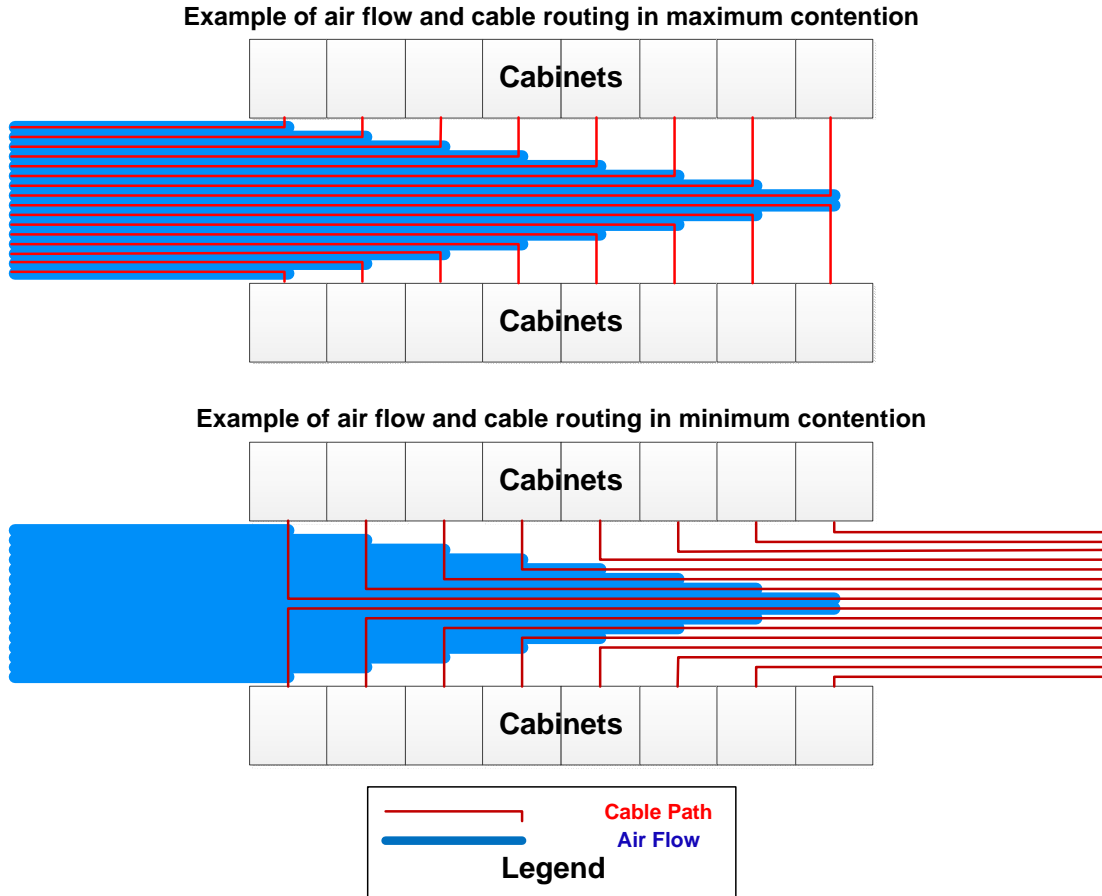 Example of air flow and cable routing in maximum contention
Cabinets
Cabinets
Example of air flow and cable routing in minimum contention
Cabinets
Cabinets
Cable Path
Air Flow
Legend